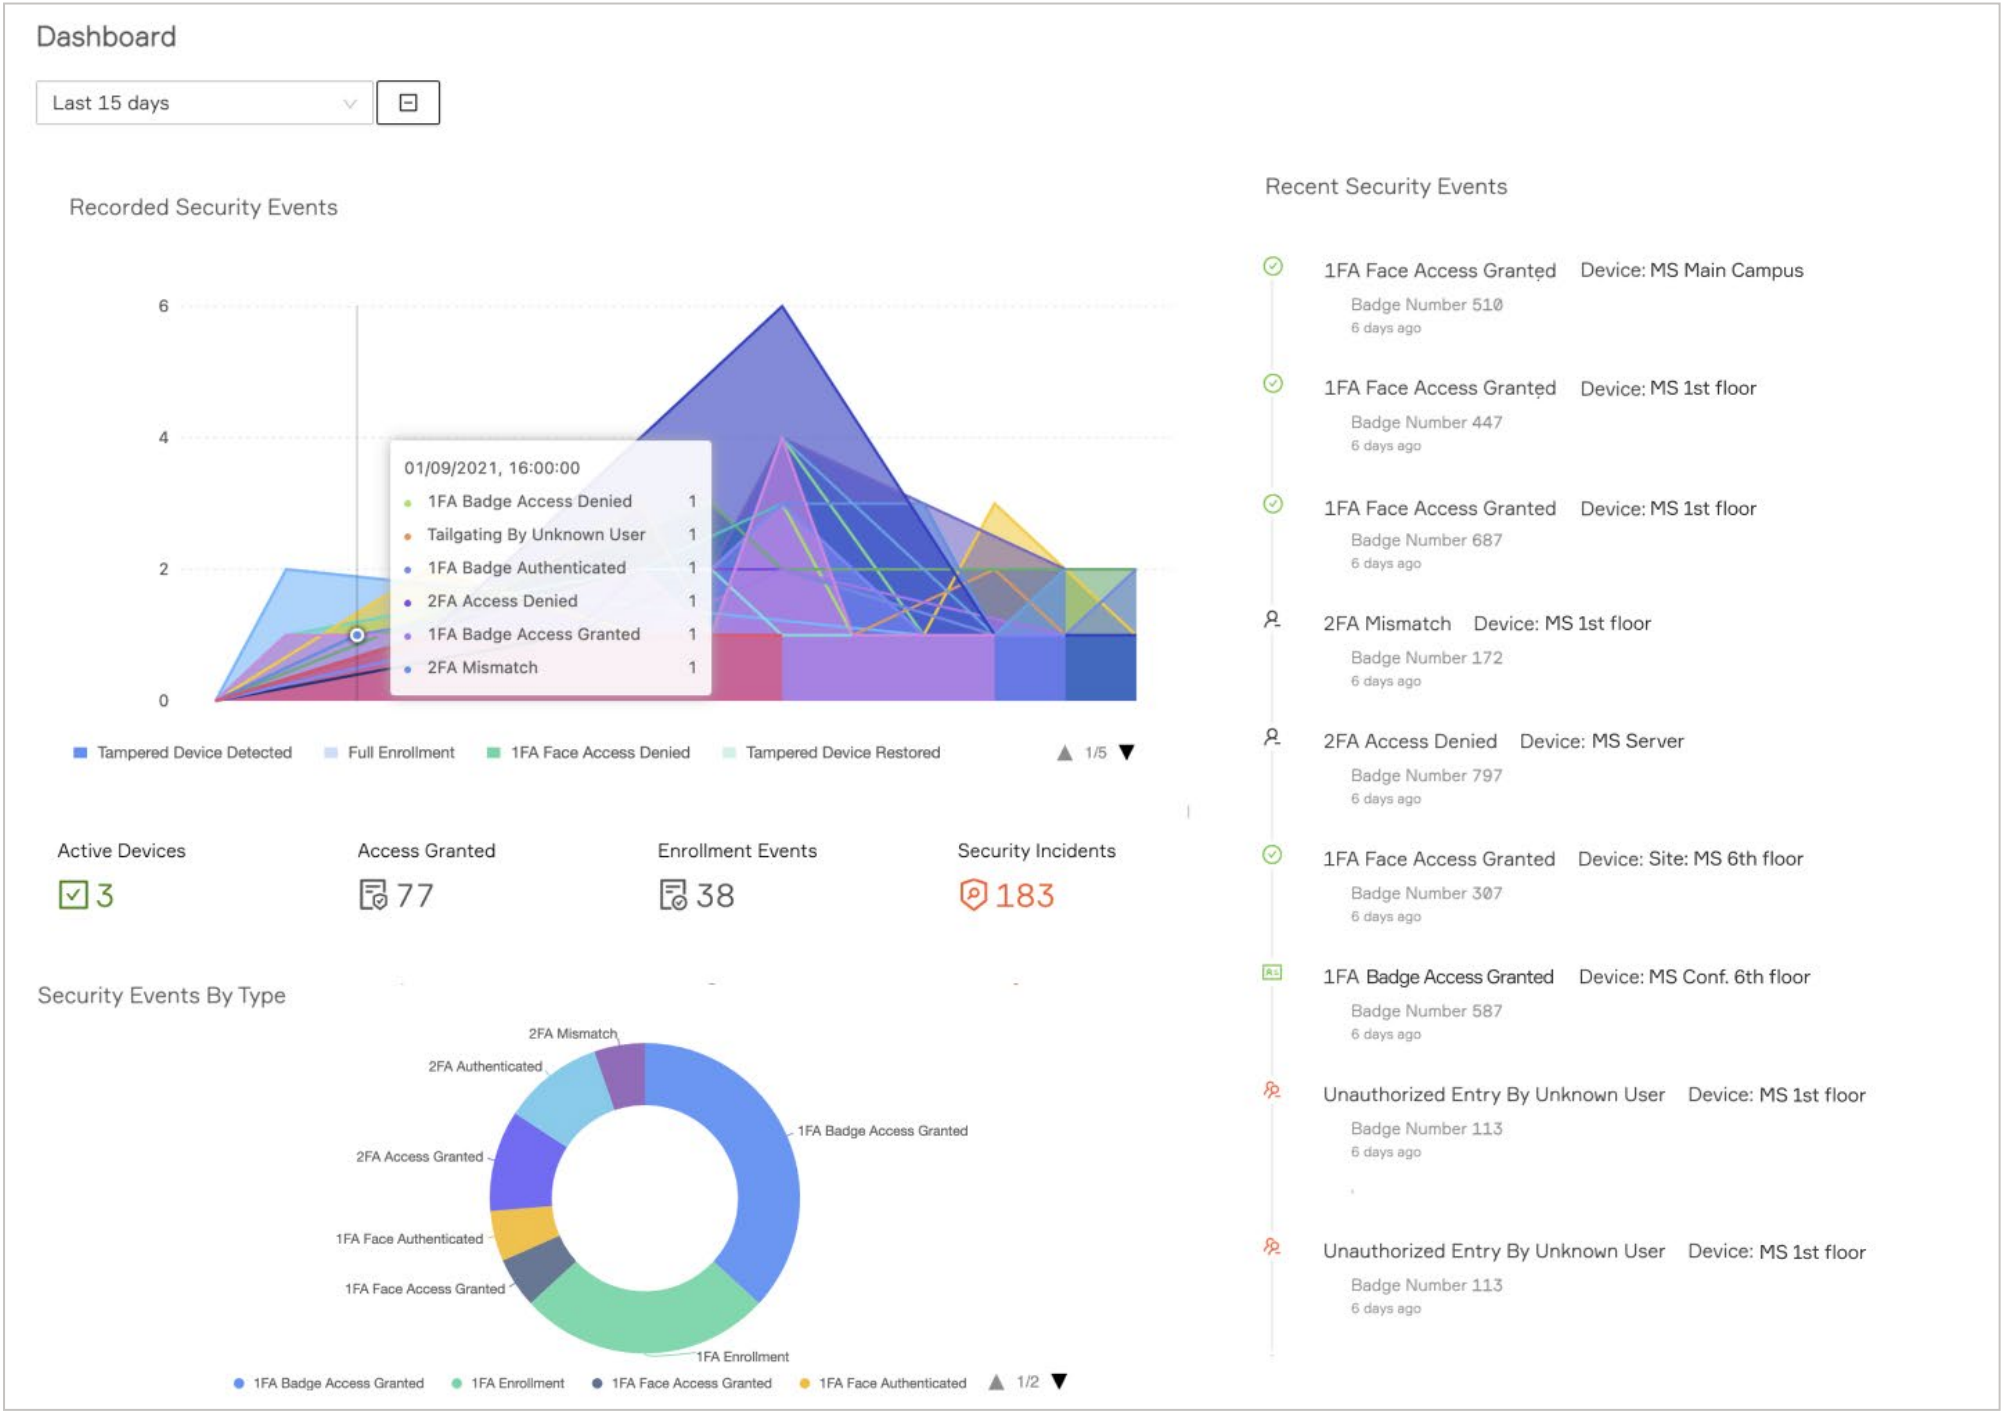 Dashboard
Last 15 days
Recorded Security Events
6
4
2
0
01/09/2021, 16:00:00
1FA Badge Access Denied 1
Tailgating By Unknown User 1
1FA Badge Authenticated 1
2FA Access Denied 1
1FA Badge Access Granted 1
2FA Mismatch 1
Tampered Device Detected Full Enrollment 1FA Face Access Denied Tampered Device Restored 1/5
Active Devices
3
Access Granted
77
Enrollment Events
38
Security Incidents
183
Security Events By Type
2FA Mismatch
2FA Authenticated
1FA Badge Access Granted
2FA Access Granted
1FA Face Authenticated
1FA Face Access Granted
1FA Enrollment
1FA Badge Access Granted 1FA Enrollment 1FA Face Access Granted 1FA Face Authenticated 1/2
Recent Security Events
1FA Face Access Granted Device: MS Main Campus
Badge Number 510
6 days ago
1FA Face Access Granted Device: MS 1st floor
Badge Number 447
6 days ago
1FA Face Access Granted Device: MS 1st floor
Badge Number 687
6 days ago
2FA Mismatch Device: MS 1st floor
Badge Number 172
6 days ago
2FA Access Denied Device: MS Server
Badge Number 797
6 days ago
1FA Face Access Granted Device: Site: MS 6th floor
Badge Number 307
6 days ago
1FA Badge Access Granted Device: MS Conf. 6th floor
Badge Number 587
6 days ago
Unauthorized Entry By Unknown User Device: MS 1st floor
Badge Number 113
6 days ago
Unauthorized Entry By Unknown User Device: MS 1st floor
Badge Number 113
6 days ago